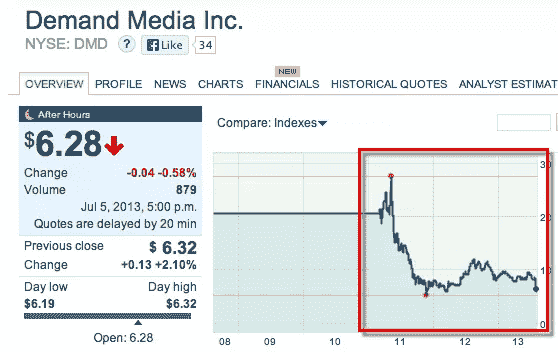 Demand Media Inc.
NYSE: DMD ? Like 34
NEW
OVERVIEW PROFILE NEWS CHARTS FINANCIALS HISTORICAL QUOTES ANALYST ESTIMAT
After Hours
$6.28
Change -0.04 -0.58%
Volume 879
Jul 5, 2013, 5:00 p.m.
Quotes are delayed by 20 min
Previous close $ 6.32
Change +0.13 +2.10%
Day low Day high
$6.19 $6.32
Open: 6.28
Compare: Indexes
30
20
10
0
08 09 10 11 12 13